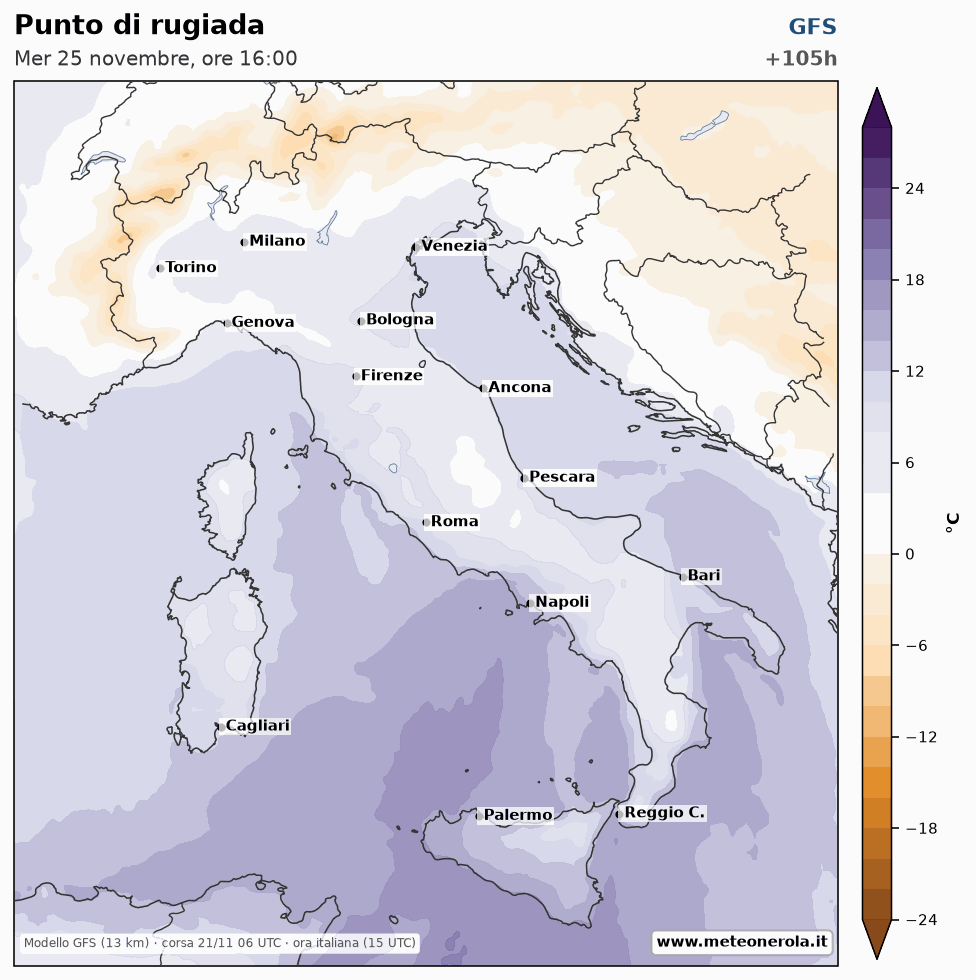 Punto di rugiada
GFS
Mer 25 novembre, ore 16:00
+105h
Milano
Venezia
Torino
Genova
Bologna
Firenze
Ancona
Pescara
Roma
Bari
Napoli
Cagliari
Palermo
Reggio C.
24
18
12
6
0
−6
−12
−18
−24
°C
Modello GFS (13 km) · corsa 21/11 06 UTC · ora italiana (15 UTC)
www.meteonerola.it